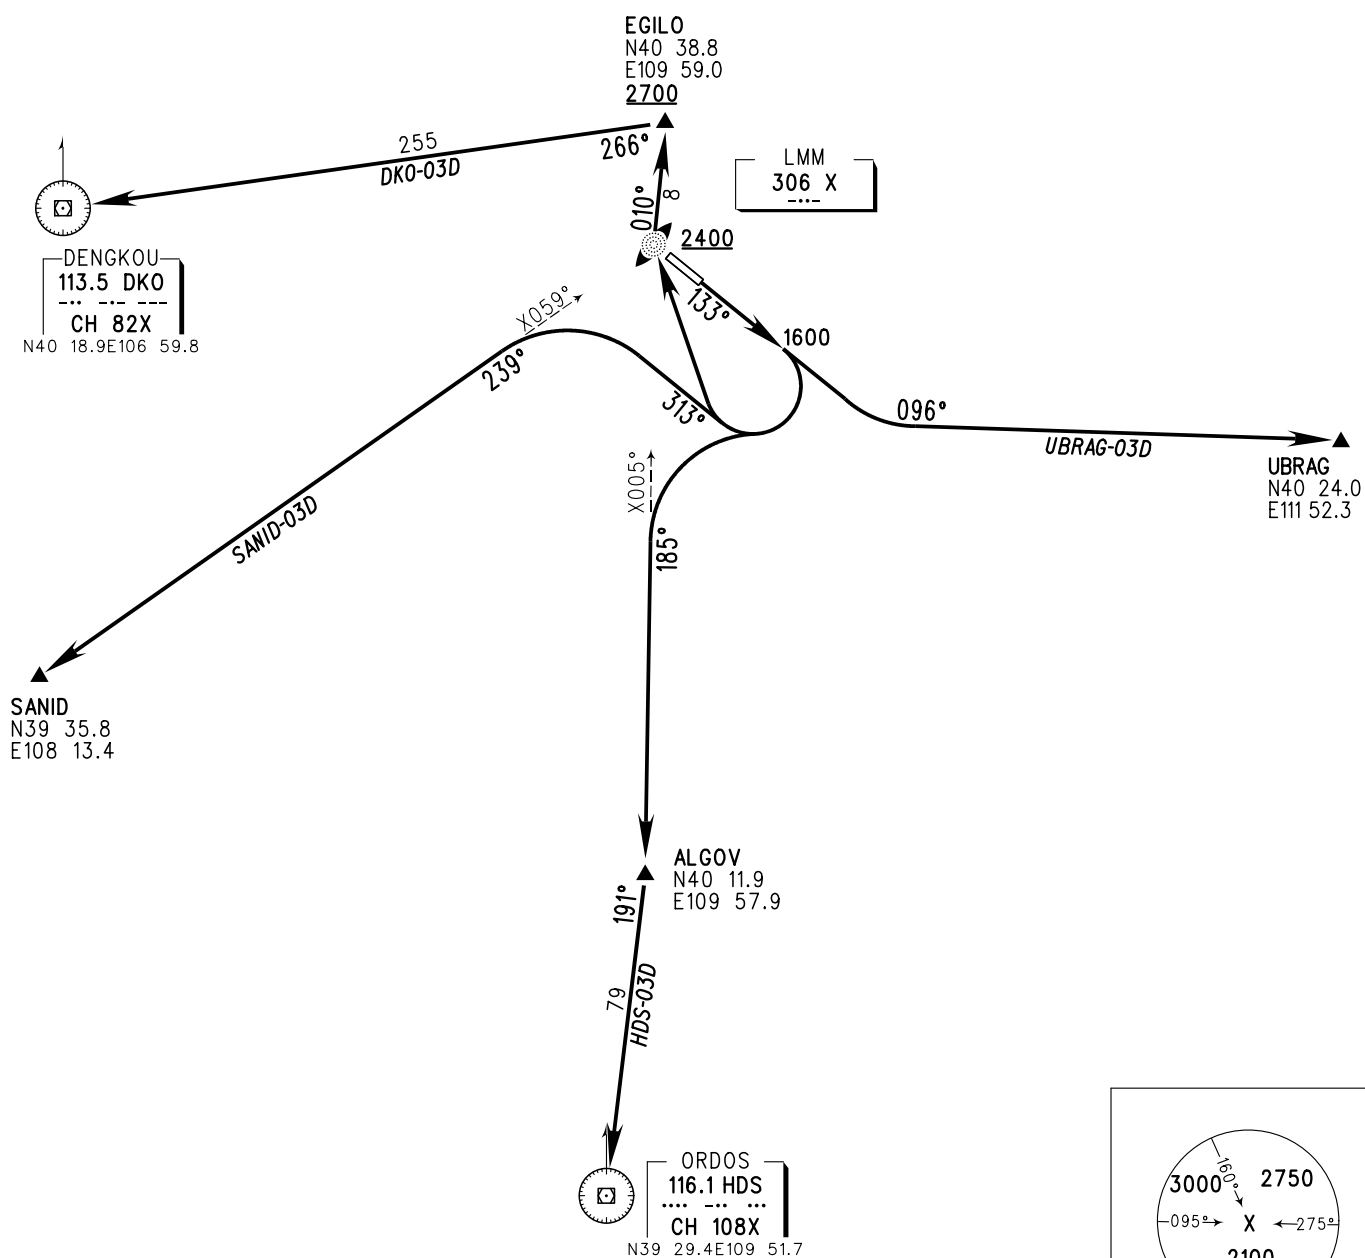 EGILO
N40 38.8
E109 59.0
2700
255
DKO-03D
266°
010°
8
LMM
306 X
2400
DENGKOU
113.5 DKO
CH 82X
N40 18.9E106 59.8
X059°
239°
133°
1600
313°
096°
UBRAG-03D
UBRAG
N40 24.0
E111 52.3
X005°
185°
SANID-03D
SANID
N39 35.8
E108 13.4
ALGOV
N40 11.9
E109 57.9
191°
79
HDS-03D
ORDOS
116.1 HDS
CH 108X
N39 29.4E109 51.7
160°
3000
2750
095°
X
275°
2100